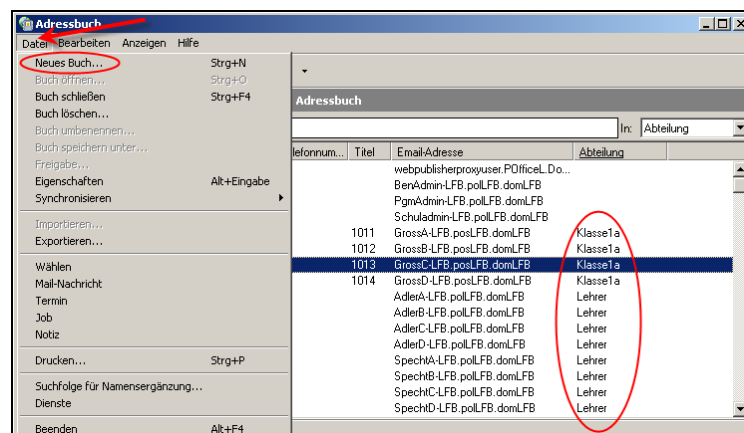 Adressbuch
Datei Bearbeiten Anzeigen Hilfe
Neues Buch... Strg+N
Buch öffnen... Strg+O
Buch schließen Strg+F4
Buch löschen...
Buch umbenennen...
Buch speichern unter...
Freigabe...
Eigenschaften Alt+Eingabe
Synchronisieren
Importieren...
Exportieren...
Wählen
Mail-Nachricht
Termin
Job
Notiz
Drucken... Strg+P
Suchfolge für Namensergänzung...
Dienste
Beenden Alt+F4
Adressbuch
In: Abteilung
lefonnum... Titel Email-Adresse Abteilung
webpublisherproxyuser.POfficeL.Do...
BenAdmin-LFB.polLFB.domLFB
PgmAdmin-LFB.polLFB.domLFB
Schuladmin-LFB.polLFB.domLFB
1011 GrossA-LFB.posLFB.domLFB Klasse1a
1012 GrossB-LFB.posLFB.domLFB Klasse1a
1013 GrossC-LFB.posLFB.domLFB Klasse1a
1014 GrossD-LFB.posLFB.domLFB Klasse1a
AdlerA-LFB.polLFB.domLFB Lehrer
AdlerB-LFB.polLFB.domLFB Lehrer
AdlerC-LFB.polLFB.domLFB Lehrer
AdlerD-LFB.polLFB.domLFB Lehrer
SpechtA-LFB.polLFB.domLFB Lehrer
SpechtB-LFB.polLFB.domLFB Lehrer
SpechtC-LFB.polLFB.domLFB Lehrer
SpechtD-LFB.polLFB.domLFB Lehrer